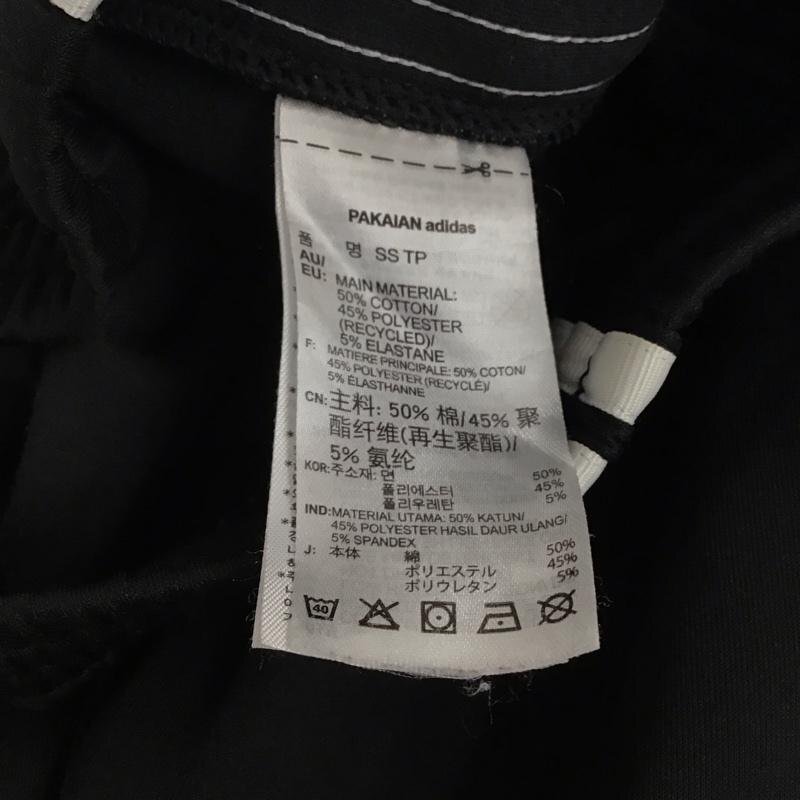 PAKAIAN adidas
품 명 SS TP
AU/
EU: MAIN MATERIAL:
50% COTTON/
45% POLYESTER
(RECYCLED)/
5% ELASTANE
F: MATIERE PRINCIPALE: 50% COTON/
45% POLYESTER (RECYCLÉ)/
5% ÉLASTHANNE
CN: 主料: 50% 棉/45% 聚
酯纤维(再生聚酯)/
5% 氨纶
KOR: 주소재: 면 50%
폴리에스터 45%
폴리우레탄 5%
IND: MATERIAL UTAMA: 50% KATUN/
45% POLYESTER HASIL DAUR ULANG/
5% SPANDEX
J: 本体 綿 50%
ポリエステル 45%
ポリウレタン 5%
40